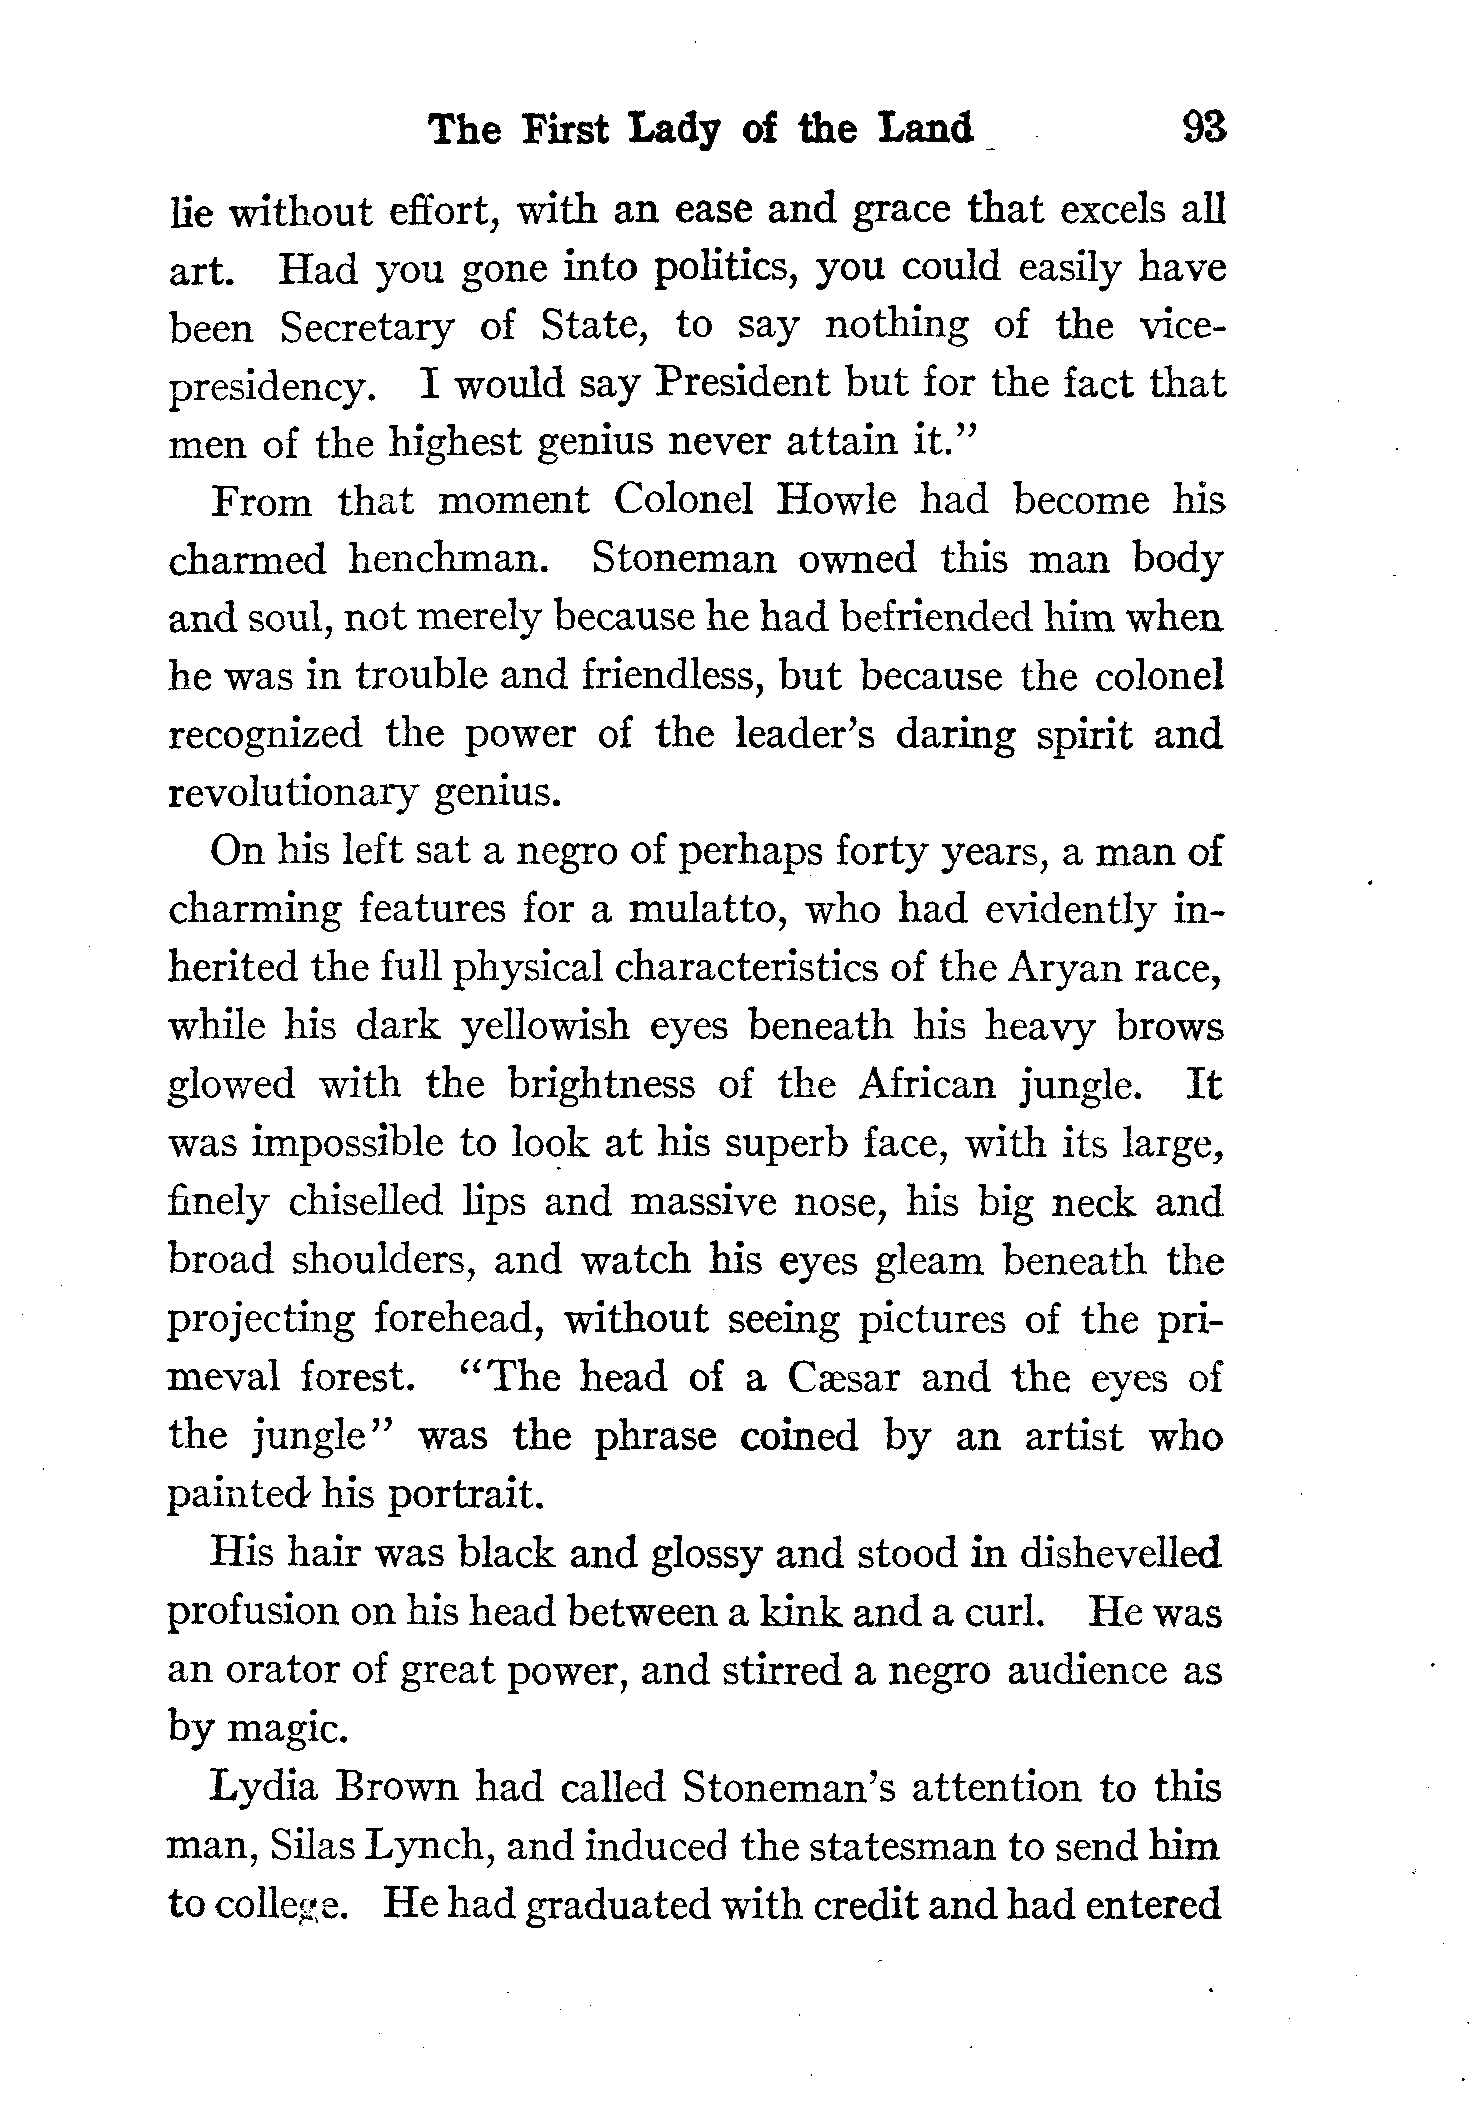 The First Lady of the Land 93
lie without effort, with an ease and grace that excels all
art. Had you gone into politics, you could easily have
been Secretary of State, to say nothing of the vice-
presidency. I would say President but for the fact that
men of the highest genius never attain it.”
From that moment Colonel Howle had become his
charmed henchman. Stoneman owned this man body
and soul, not merely because he had befriended him when
he was in trouble and friendless, but because the colonel
recognized the power of the leader’s daring spirit and
revolutionary genius.
On his left sat a negro of perhaps forty years, a man of
charming features for a mulatto, who had evidently in-
herited the full physical characteristics of the Aryan race,
while his dark yellowish eyes beneath his heavy brows
glowed with the brightness of the African jungle. It
was impossible to look at his superb face, with its large,
finely chiselled lips and massive nose, his big neck and
broad shoulders, and watch his eyes gleam beneath the
projecting forehead, without seeing pictures of the pri-
meval forest. “The head of a Cæsar and the eyes of
the jungle” was the phrase coined by an artist who
painted his portrait.
His hair was black and glossy and stood in dishevelled
profusion on his head between a kink and a curl. He was
an orator of great power, and stirred a negro audience as
by magic.
Lydia Brown had called Stoneman’s attention to this
man, Silas Lynch, and induced the statesman to send him
to college. He had graduated with credit and had entered